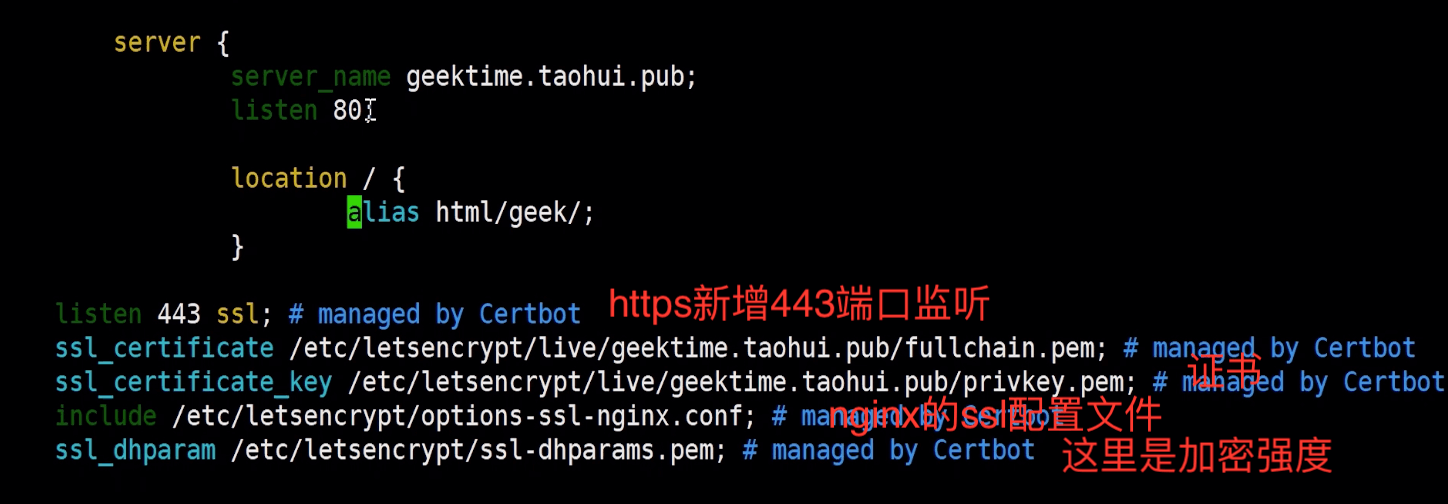 server {
server_name geektime.taohui.pub;
listen 80;
location / {
alias html/geek/;
}
listen 443 ssl; # managed by Certbot
https新增443端口监听
ssl_certificate /etc/letsencrypt/live/geektime.taohui.pub/fullchain.pem; # managed by Certbot
证书
ssl_certificate_key /etc/letsencrypt/live/geektime.taohui.pub/privkey.pem; # managed by Certbot
include /etc/letsencrypt/options-ssl-nginx.conf; # managed by Certbot
nginx的ssl配置文件
ssl_dhparam /etc/letsencrypt/ssl-dhparams.pem; # managed by Certbot
这里是加密强度